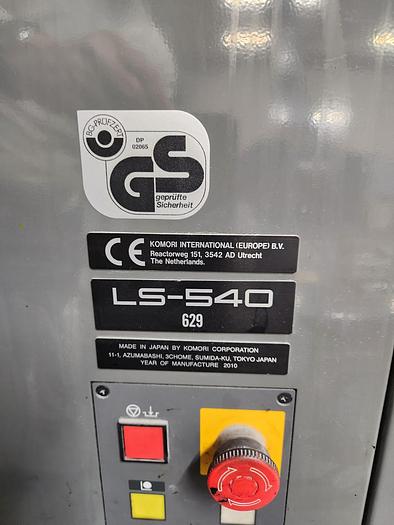 BG-PRÜFZERT
DP
02065
GS
geprüfte
Sicherheit
CE KOMORI INTERNATIONAL (EUROPE) B.V.
Reactorweg 151, 3542 AD Utrecht
The Netherlands.
LS-540
629
MADE IN JAPAN BY KOMORI CORPORATION
11-1, AZUMABASHI, 3CHOME, SUMIDA-KU, TOKYO JAPAN
YEAR OF MANUFACTURE 2010